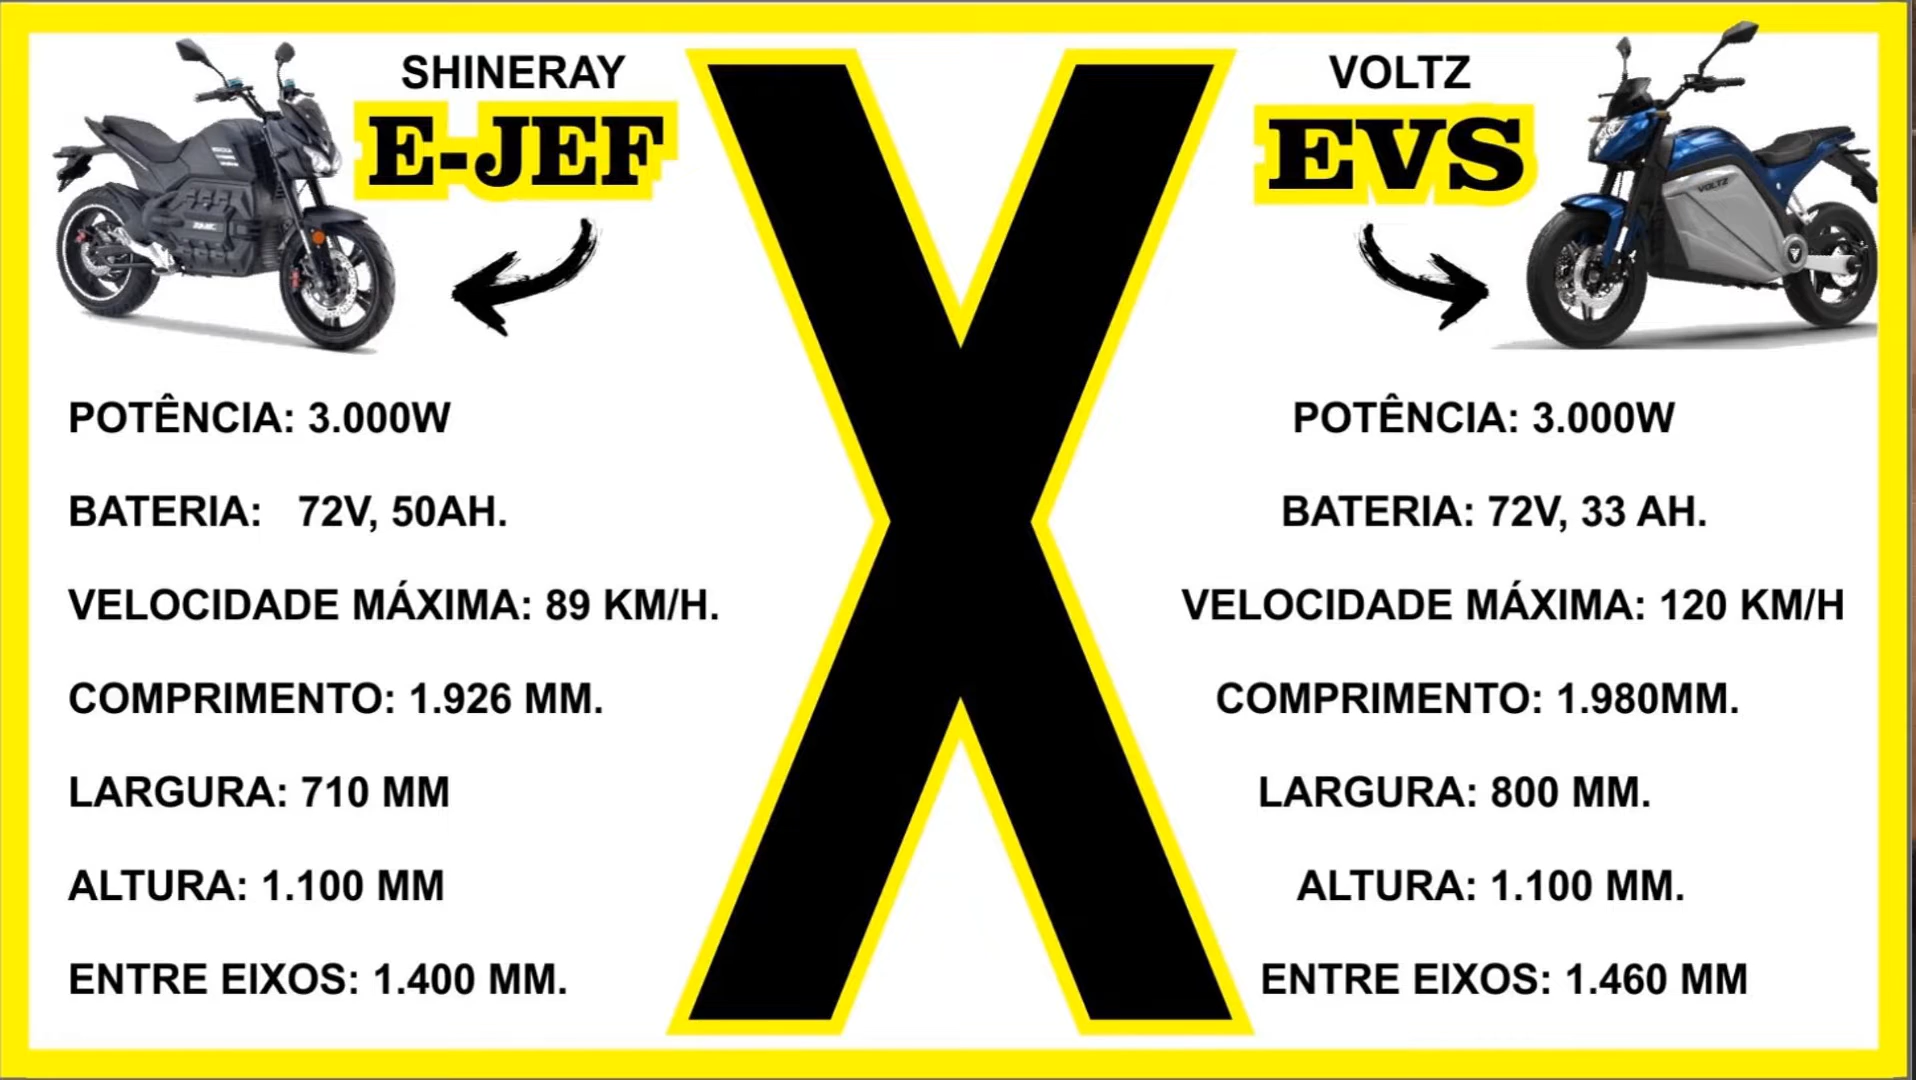 SHINERAY
E-JEF
POTÊNCIA: 3.000W
BATERIA: 72V, 50AH.
VELOCIDADE MÁXIMA: 89 KM/H.
COMPRIMENTO: 1.926 MM.
LARGURA: 710 MM
ALTURA: 1.100 MM
ENTRE EIXOS: 1.400 MM.
X
VOLTZ
EVS
VOLTZ
POTÊNCIA: 3.000W
BATERIA: 72V, 33 AH.
VELOCIDADE MÁXIMA: 120 KM/H
COMPRIMENTO: 1.980MM.
LARGURA: 800 MM.
ALTURA: 1.100 MM.
ENTRE EIXOS: 1.460 MM